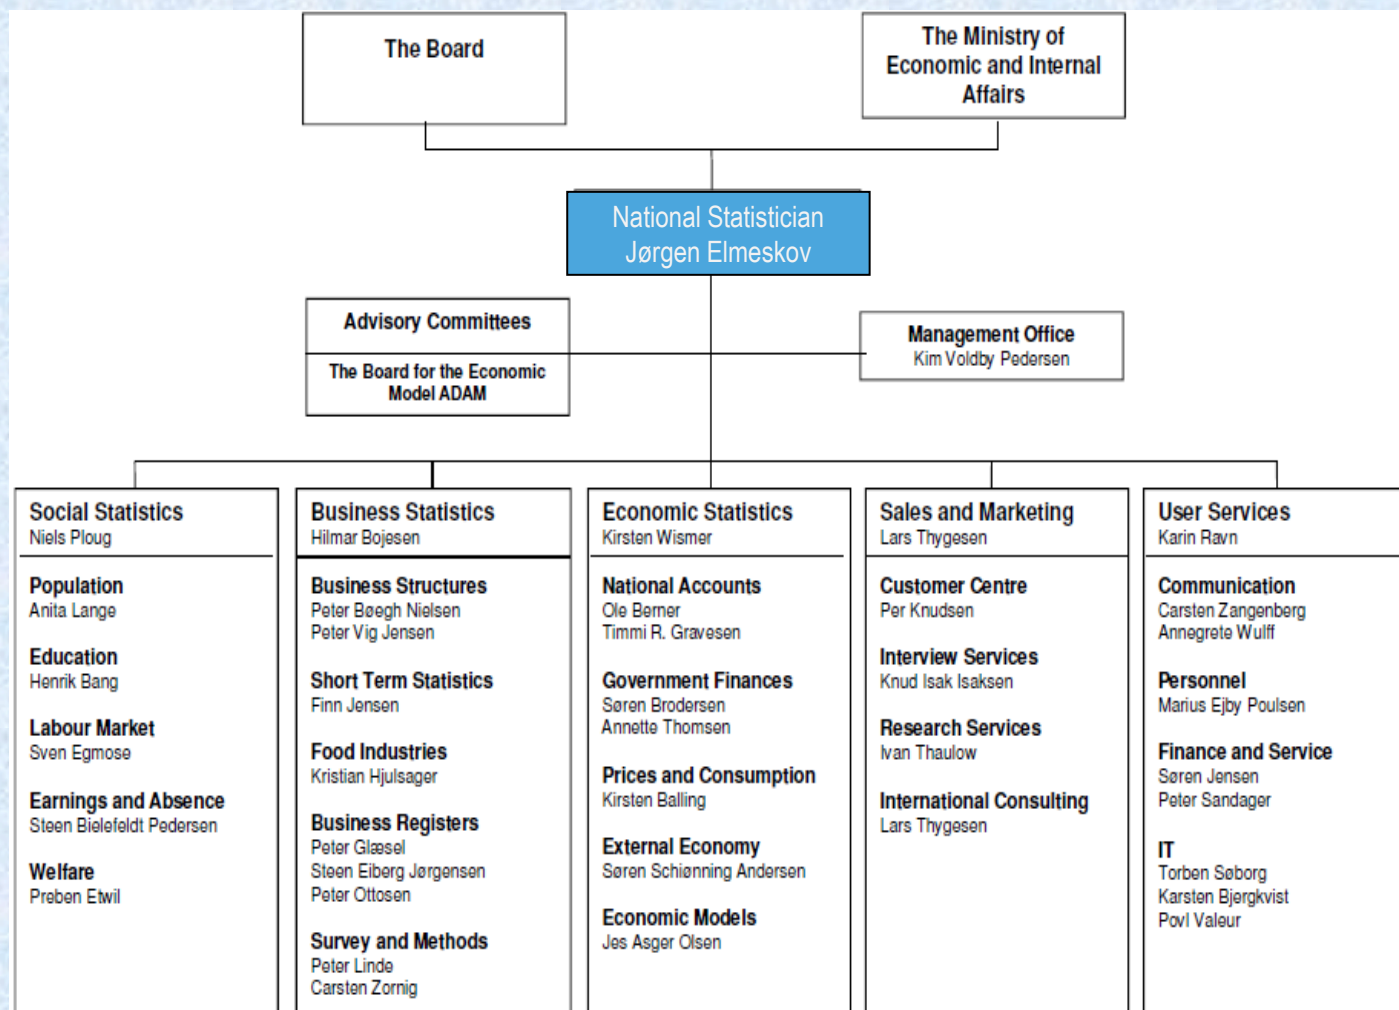 The Board
The Ministry of
Economic and Internal
Affairs
National Statistician
Jørgen Elmeskov
Advisory Committees
The Board for the Economic
Model ADAM
Management Office
Kim Voldby Pedersen
Social Statistics
Niels Ploug
Population
Anita Lange
Education
Henrik Bang
Labour Market
Sven Egmose
Earnings and Absence
Steen Bielefeldt Pedersen
Welfare
Preben Etwil
Business Statistics
Hilmar Bojesen
Business Structures
Peter Bøegh Nielsen
Peter Vig Jensen
Short Term Statistics
Finn Jensen
Food Industries
Kristian Hjulsager
Business Registers
Peter Glæsel
Steen Eiberg Jørgensen
Peter Ottosen
Survey and Methods
Peter Linde
Carsten Zornig
Economic Statistics
Kirsten Wismer
National Accounts
Ole Berner
Timmi R. Gravesen
Government Finances
Søren Brodersen
Annette Thomsen
Prices and Consumption
Kirsten Balling
External Economy
Søren Schiønning Andersen
Economic Models
Jes Asger Olsen
Sales and Marketing
Lars Thygesen
Customer Centre
Per Knudsen
Interview Services
Knud Isak Isaksen
Research Services
Ivan Thaulow
International Consulting
Lars Thygesen
User Services
Karin Ravn
Communication
Carsten Zangenberg
Annegrete Wulff
Personnel
Marius Ejby Poulsen
Finance and Service
Søren Jensen
Peter Sandager
IT
Torben Søborg
Karsten Bjergkvist
Povl Valeur